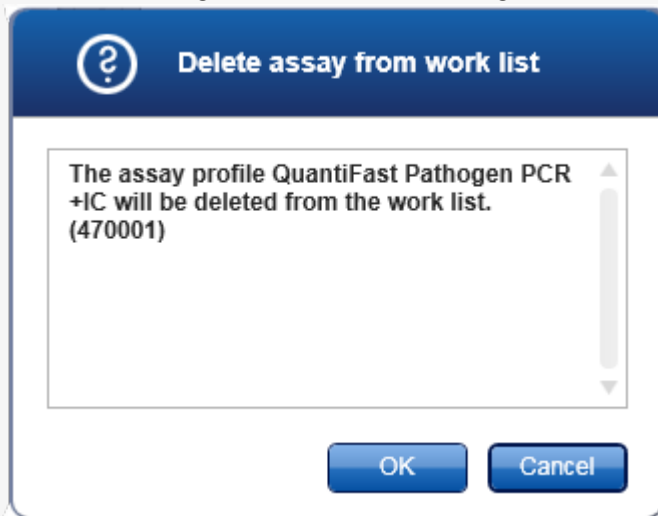 Delete assay from work list
The assay profile QuantiFast Pathogen PCR
+IC will be deleted from the work list.
(470001)
OK
Cancel